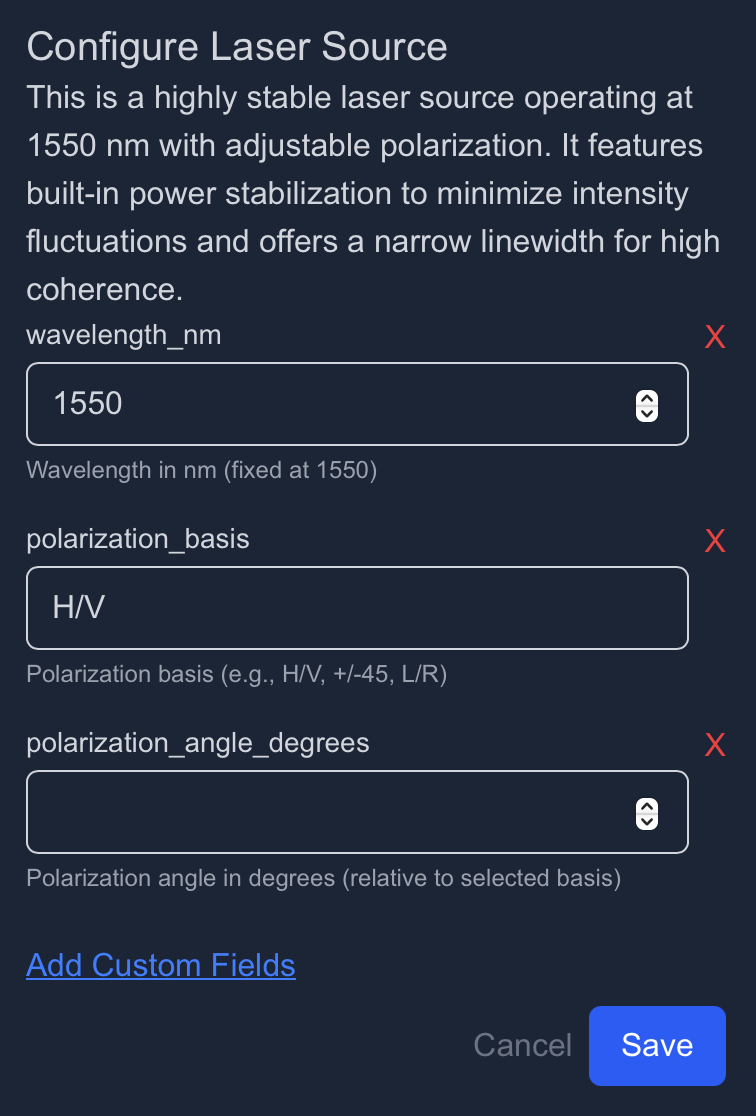 Configure Laser Source
This is a highly stable laser source operating at
1550 nm with adjustable polarization. It features
built-in power stabilization to minimize intensity
fluctuations and offers a narrow linewidth for high
coherence.
wavelength_nm X
1550
Wavelength in nm (fixed at 1550)
polarization_basis X
H/V
Polarization basis (e.g., H/V, +/-45, L/R)
polarization_angle_degrees X
Polarization angle in degrees (relative to selected basis)
Add Custom Fields
Cancel Save